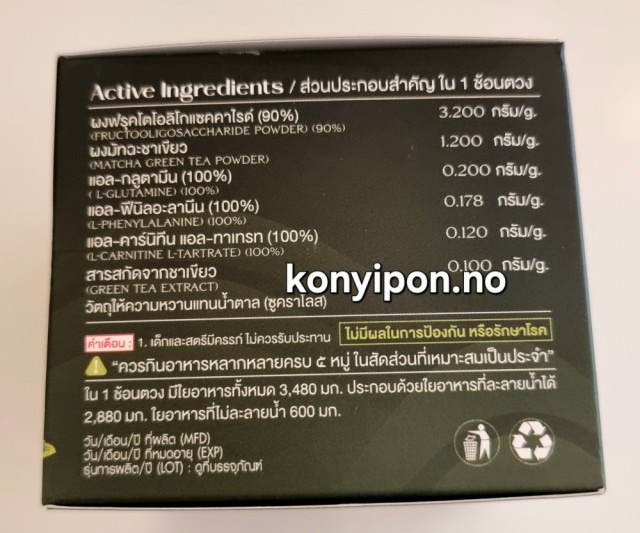 Active Ingredients / ส่วนประกอบสำคัญ ใน 1 ช้อนตวง
ผงฟรุคโตโอลิโกแซคคาไรด์ (90%) 3.200 กรัม/g.
(FRUCTOOLIGOSACCHARIDE POWDER) (90%)
ผงมัทฉะชาเขียว 1.200 กรัม/g.
(MATCHA GREEN TEA POWDER)
แอล-กลูตามีน (100%) 0.200 กรัม/g.
( L-GLUTAMINE) (100%)
แอล-ฟีนิลอะลานีน (100%) 0.178 กรัม/g.
(L-PHENYLALANINE) (100%)
แอล-คาร์นิทีน แอล-ทาเทรท (100%) 0.120 กรัม/g.
(L-CARNITINE L-TARTRATE) (100%)
สารสกัดจากชาเขียว 0.100 กรัม/g.
(GREEN TEA EXTRACT)
konyipon.no
วัตถุให้ความหวานแทนน้ำตาล (ซูคราโลส)
คำเตือน : 1. เด็กและสตรีมีครรภ์ ไม่ควรรับประทาน ไม่มีผลในการป้องกัน หรือรักษาโรค
"ควรกินอาหารหลากหลายครบ ๕ หมู่ ในสัดส่วนที่เหมาะสมเป็นประจำ"
ใน 1 ช้อนตวง มีใยอาหารทั้งหมด 3,480 มก. ประกอบด้วยใยอาหารที่ละลายน้ำได้
2,880 มก. ใยอาหารที่ไม่ละลายน้ำ 600 มก.
วัน/เดือน/ปี ที่ผลิต (MFD)
วัน/เดือน/ปี ที่หมดอายุ (EXP)
รุ่นการผลิต/ปี (LOT) : ดูที่บรรจุภัณฑ์